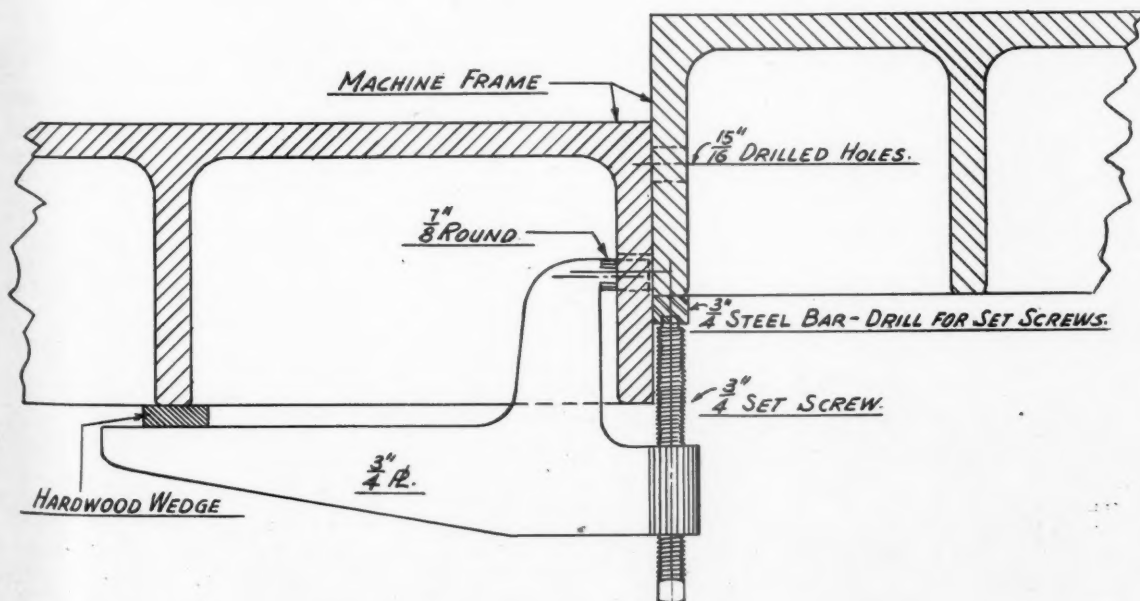 MACHINE FRAME
15/16" DRILLED HOLES.
7/8" ROUND
3/4" STEEL BAR - DRILL FOR SET SCREWS.
3/4" SET SCREW.
3/4" PL.
HARDWOOD WEDGE